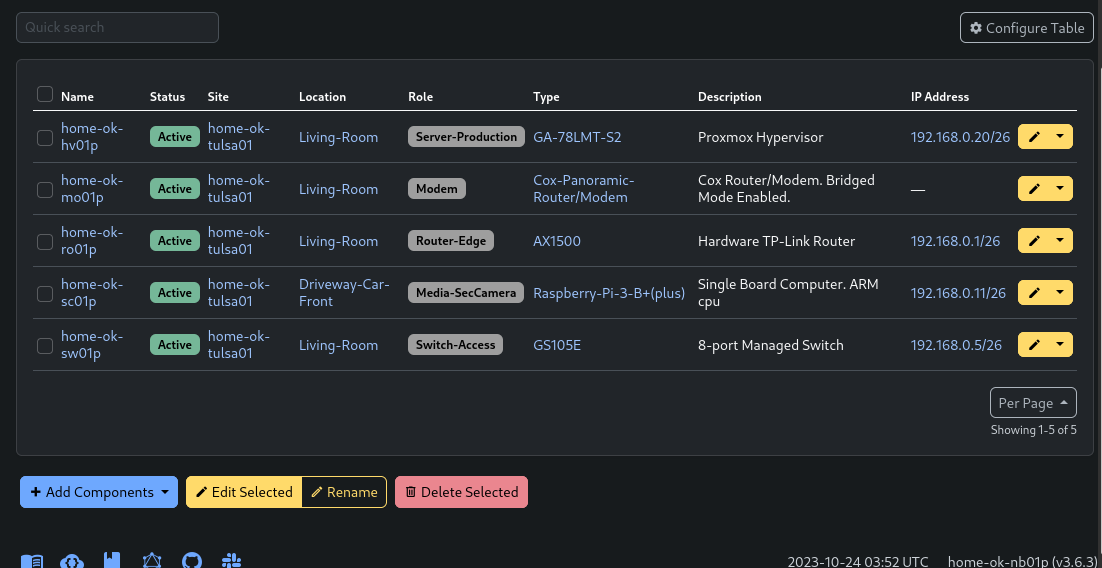 Quick search
Configure Table
Name Status Site Location Role Type Description IP Address
home-ok-hv01p Active home-ok-tulsa01 Living-Room Server-Production GA-78LMT-S2 Proxmox Hypervisor 192.168.0.20/26
home-ok-mo01p Active home-ok-tulsa01 Living-Room Modem Cox-Panoramic-Router/Modem Cox Router/Modem. Bridged Mode Enabled. —
home-ok-ro01p Active home-ok-tulsa01 Living-Room Router-Edge AX1500 Hardware TP-Link Router 192.168.0.1/26
home-ok-sc01p Active home-ok-tulsa01 Driveway-Car-Front Media-SecCamera Raspberry-Pi-3-B+(plus) Single Board Computer. ARM cpu 192.168.0.11/26
home-ok-sw01p Active home-ok-tulsa01 Living-Room Switch-Access GS105E 8-port Managed Switch 192.168.0.5/26
Per Page
Showing 1-5 of 5
Add Components Edit Selected Rename Delete Selected
2023-10-24 03:52 UTC home-ok-nb01p (v3.6.3)